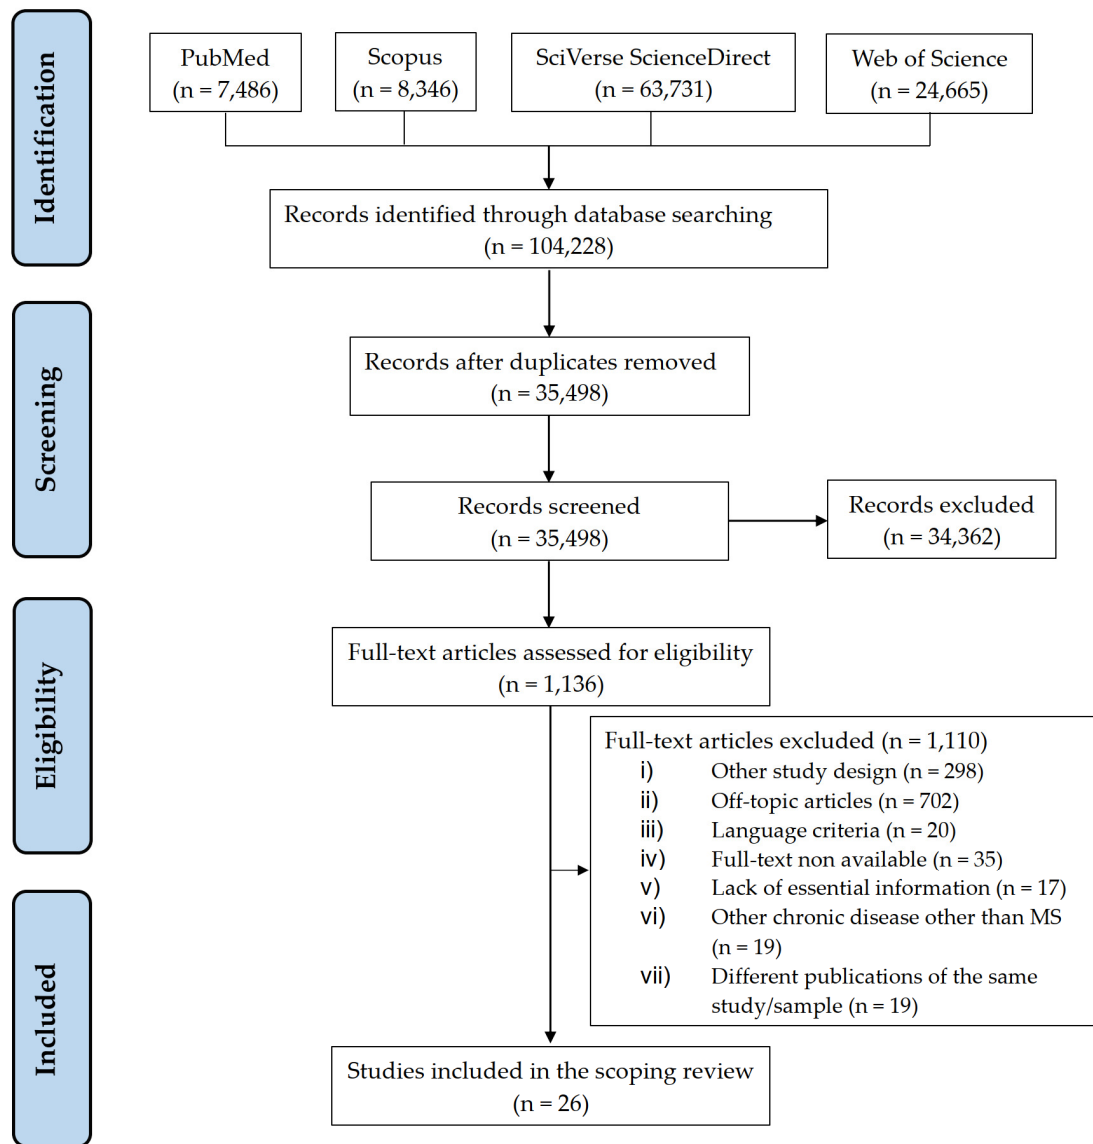 Identification
PubMed
(n = 7,486)
Scopus
(n = 8,346)
SciVerse ScienceDirect
(n = 63,731)
Web of Science
(n = 24,665)
Records identified through database searching
(n = 104,228)
Screening
Records after duplicates removed
(n = 35,498)
Records screened
(n = 35,498)
Records excluded
(n = 34,362)
Eligibility
Full-text articles assessed for eligibility
(n = 1,136)
Full-text articles excluded (n = 1,110)
i) Other study design (n = 298)
ii) Off-topic articles (n = 702)
iii) Language criteria (n = 20)
iv) Full-text non available (n = 35)
v) Lack of essential information (n = 17)
vi) Other chronic disease other than MS
(n = 19)
vii) Different publications of the same
study/sample (n = 19)
Included
Studies included in the scoping review
(n = 26)